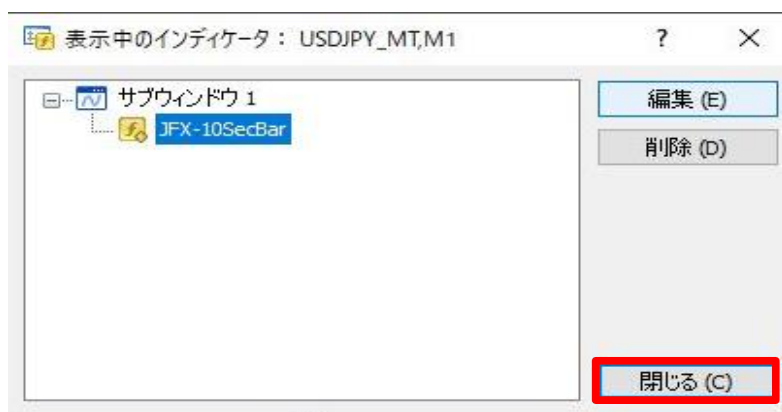 表示中のインディケータ： USDJPY_MT,M1
サブウィンドウ 1
JFX-10SecBar
編集 (E)
削除 (D)
閉じる (C)